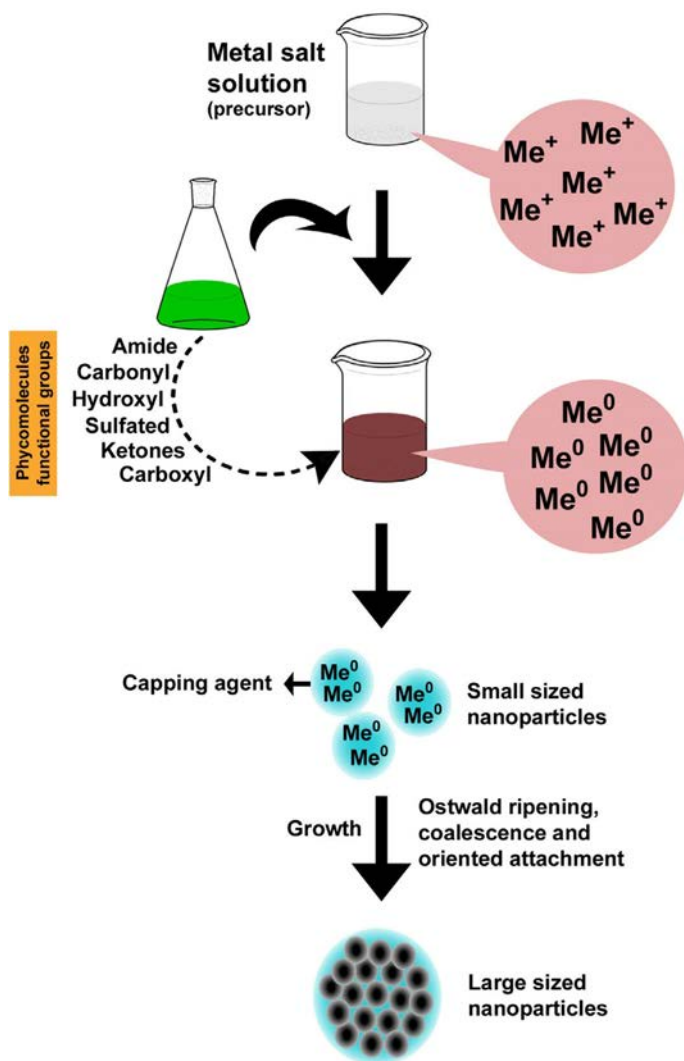 Metal salt
solution
(precursor)
Me⁺
Me⁺
Me⁺
Me⁺
Me⁺
Me⁺
Phycomolecules
functional groups
Amide
Carbonyl
Hydroxyl
Sulfated
Ketones
Carboxyl
Me⁰
Me⁰
Me⁰
Me⁰
Me⁰
Me⁰
Capping agent
Me⁰
Me⁰
Me⁰
Me⁰
Me⁰
Me⁰
Small sized
nanoparticles
Growth
Ostwald ripening,
coalescence and
oriented attachment
Large sized
nanoparticles